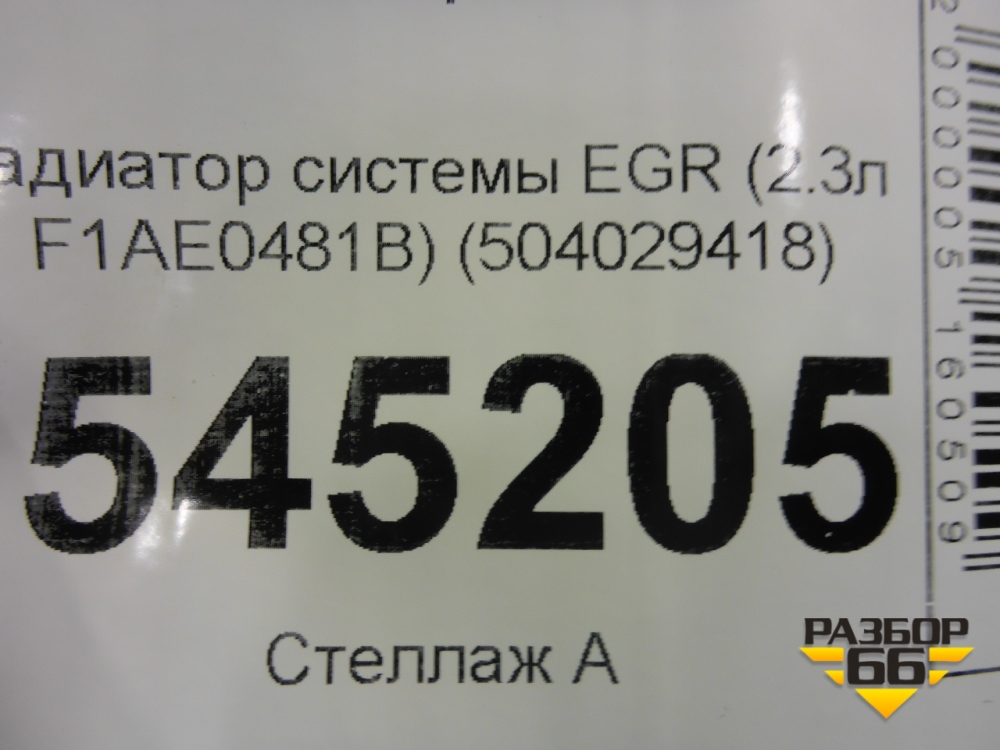 адиатор системы EGR (2.3л
F1AE0481B) (504029418)
545205
Стеллаж А
2000005160509
РАЗБОР
66